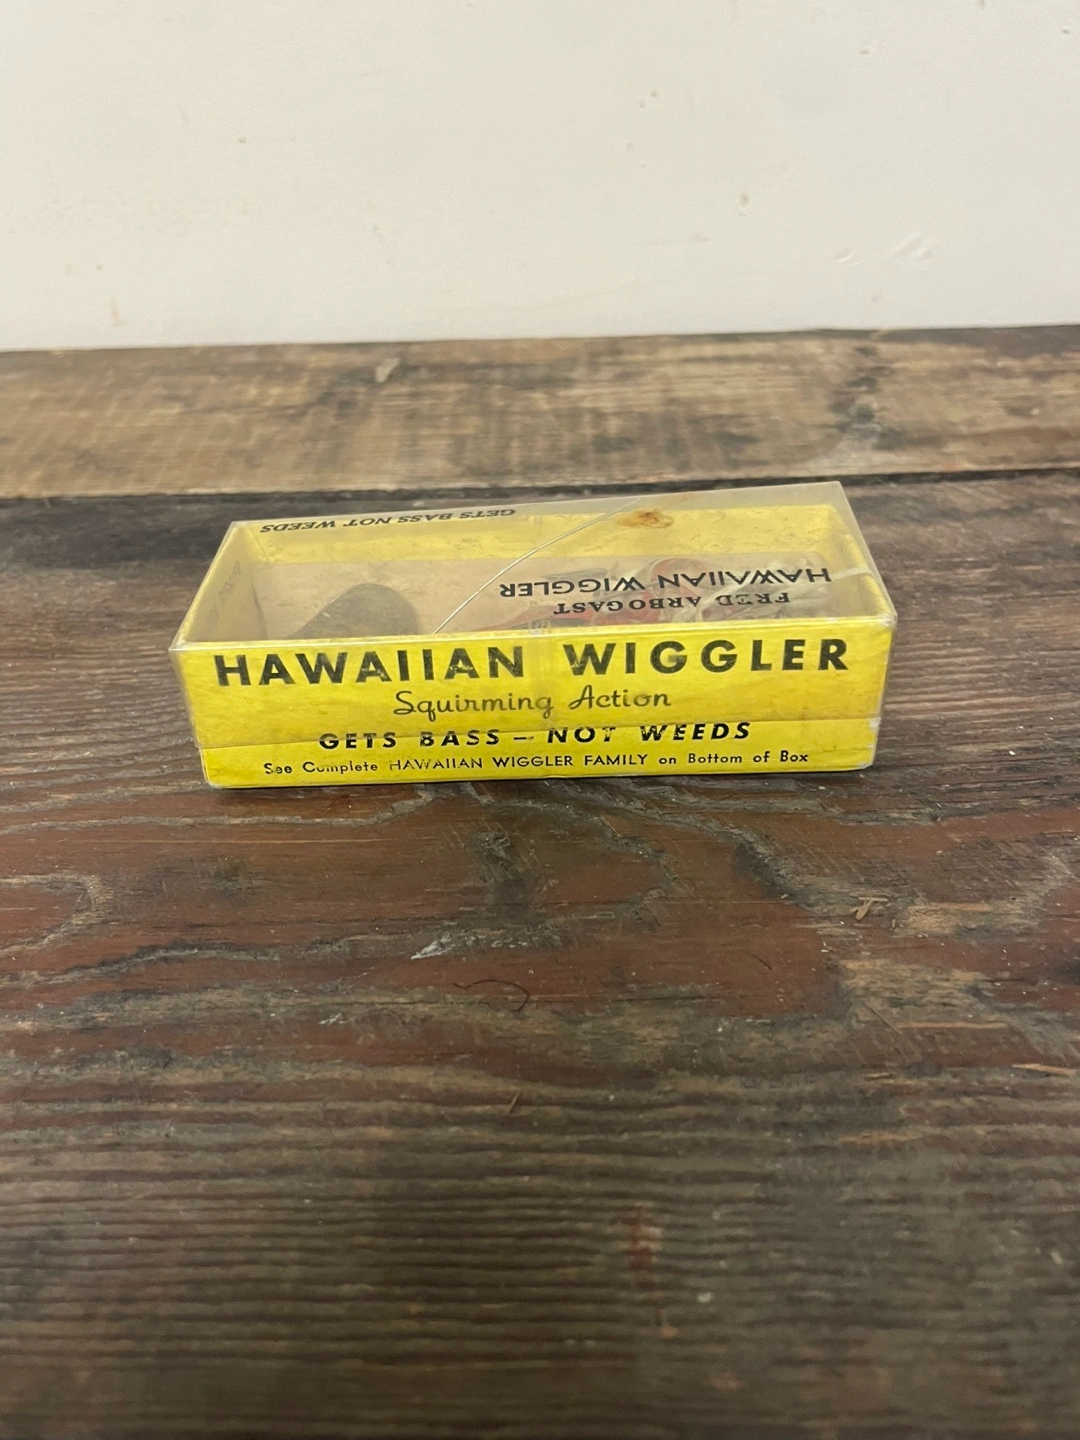 GETS BASS NOT WEEDS
FRED ARBOGAST
HAWAIIAN WIGGLER
HAWAIIAN WIGGLER
Squirming Action
GETS BASS – NOT WEEDS
See Complete HAWAIIAN WIGGLER FAMILY on Bottom of Box